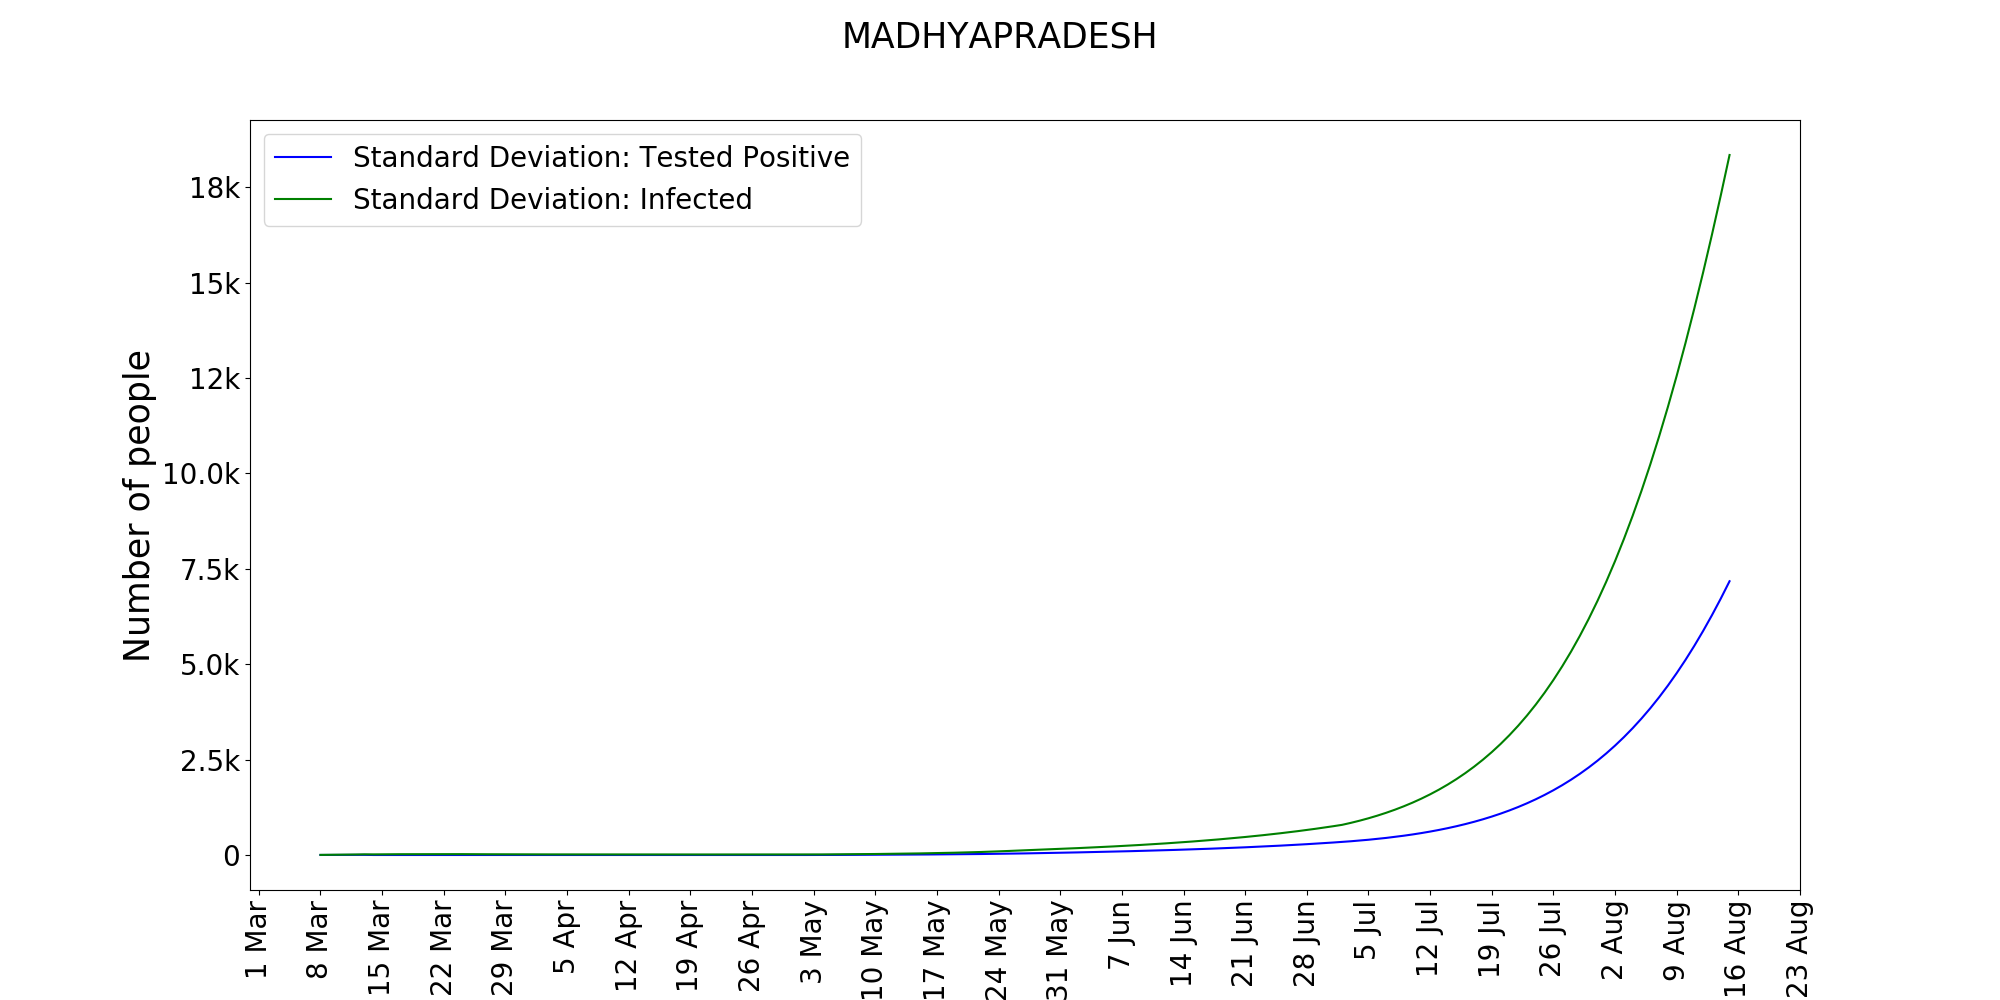 MADHYAPRADESH
Standard Deviation: Tested Positive
Standard Deviation: Infected
Number of people
18k
15k
12k
10.0k
7.5k
5.0k
2.5k
0
1 Mar
8 Mar
15 Mar
22 Mar
29 Mar
5 Apr
12 Apr
19 Apr
26 Apr
3 May
10 May
17 May
24 May
31 May
7 Jun
14 Jun
21 Jun
28 Jun
5 Jul
12 Jul
19 Jul
26 Jul
2 Aug
9 Aug
16 Aug
23 Aug